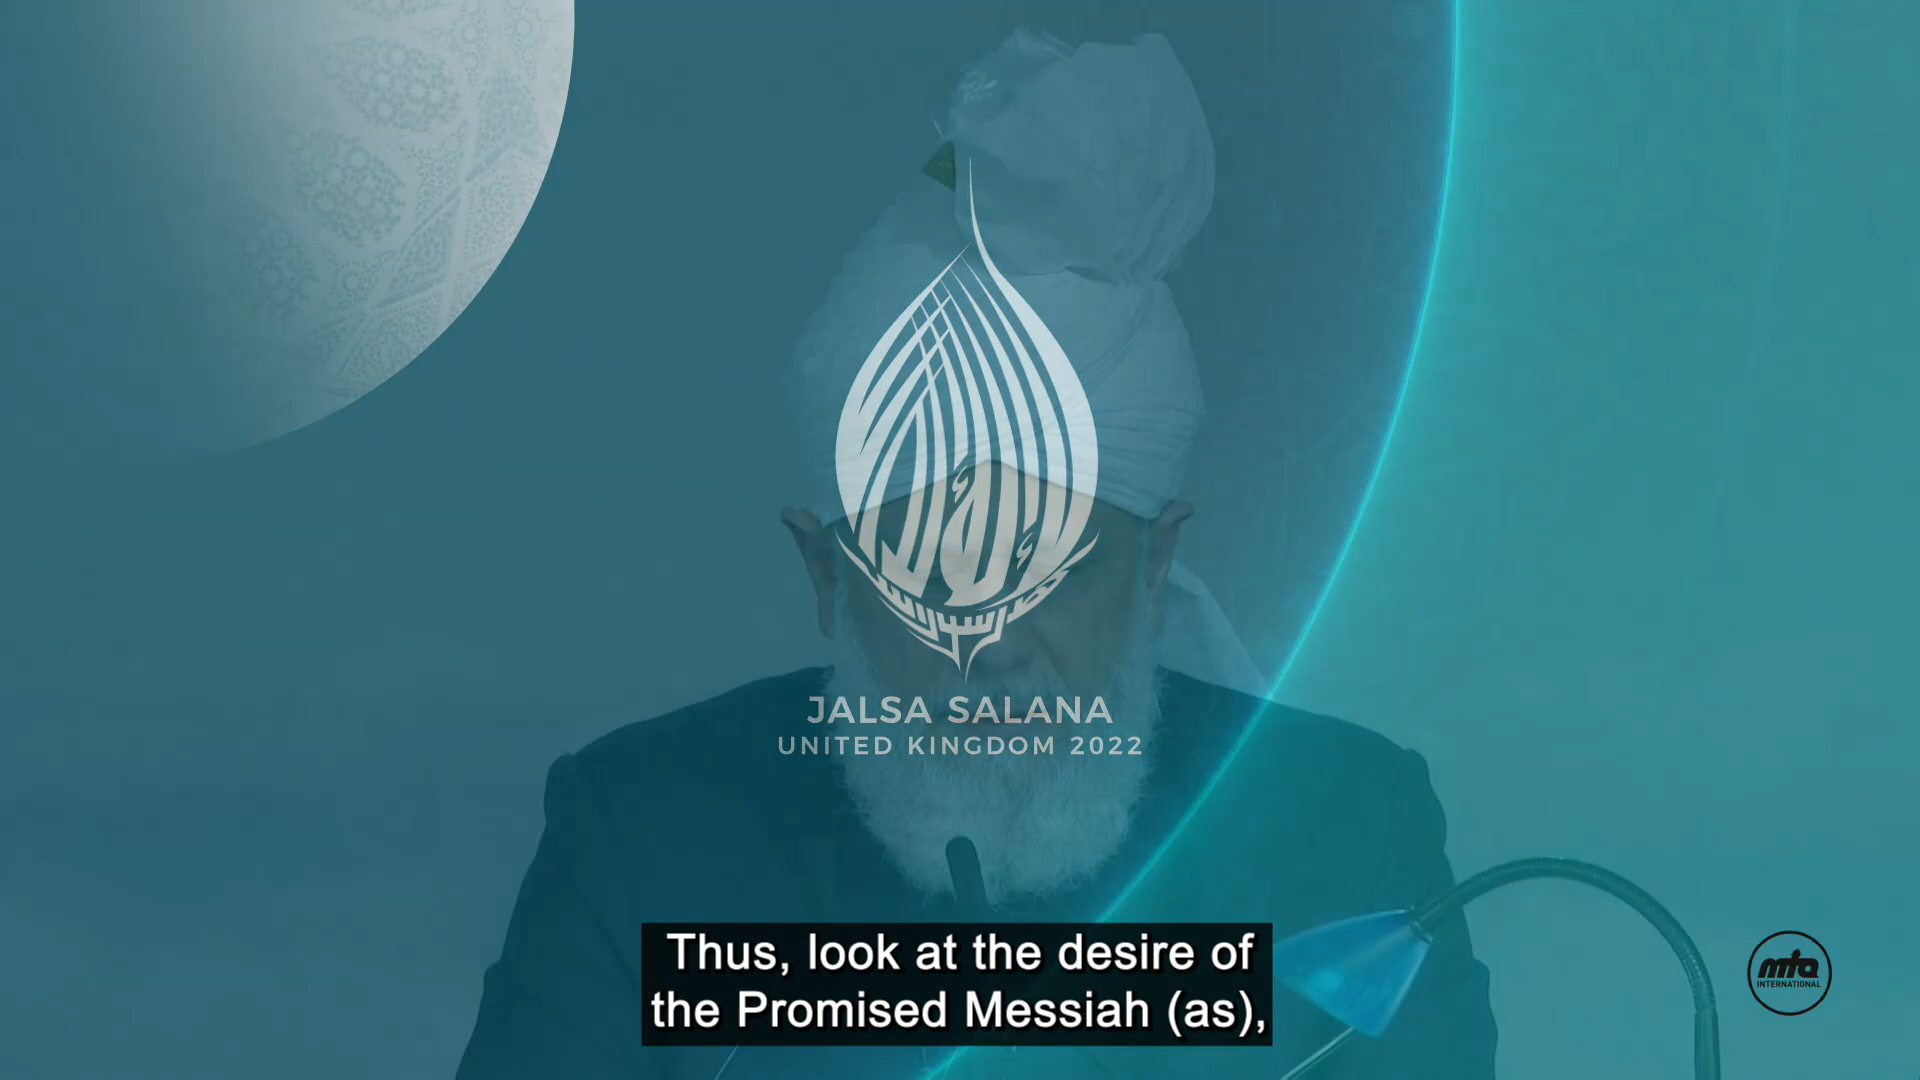 JALSA SALANA
UNITED KINGDOM 2022
Thus, look at the desire of
the Promised Messiah (as),
mta
INTERNATIONAL